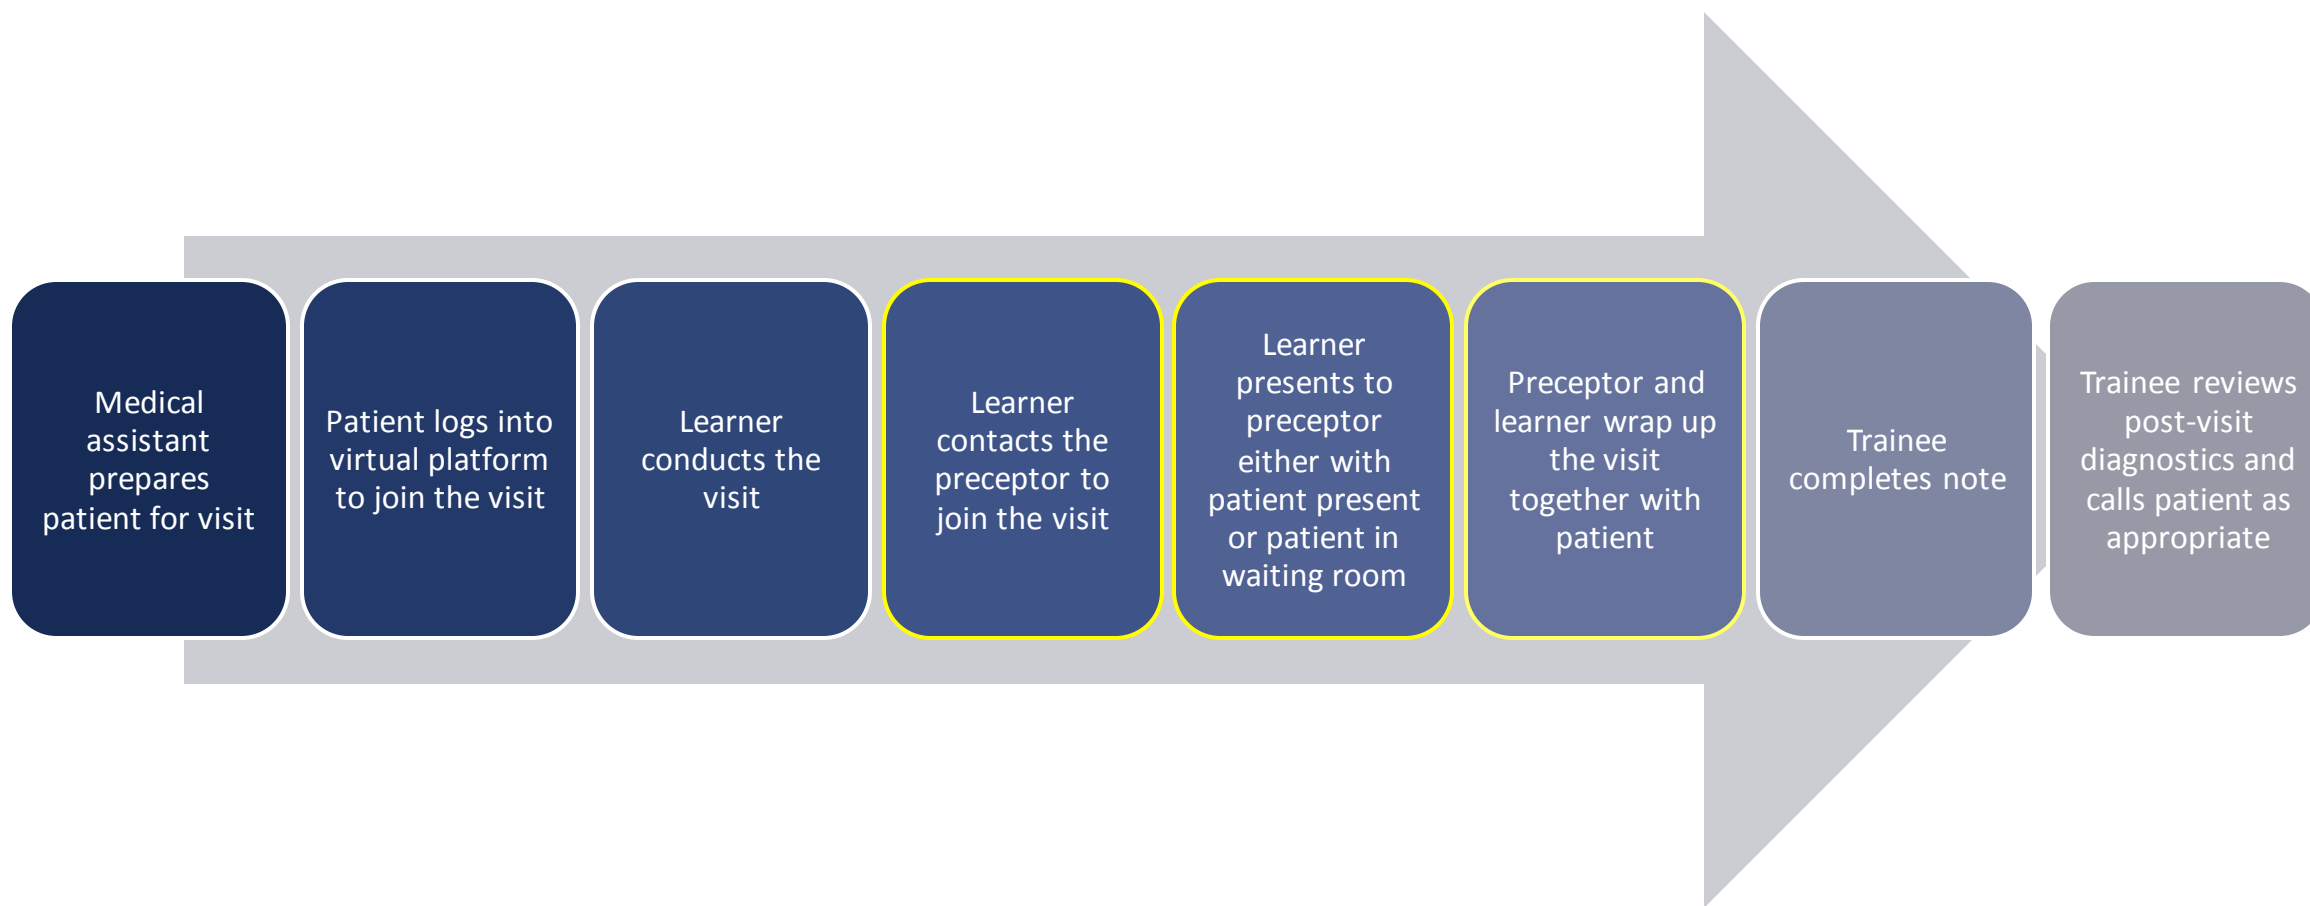 Medical
assistant
prepares
patient for visit
Patient logs into
virtual platform
to join the visit
Learner
conducts the
visit
Learner
contacts the
preceptor to
join the visit
Learner
presents to
preceptor
either with
patient present
or patient in
waiting room
Preceptor and
learner wrap up
the visit
together with
patient
Trainee
completes note
Trainee reviews
post-visit
diagnostics and
calls patient as
appropriate